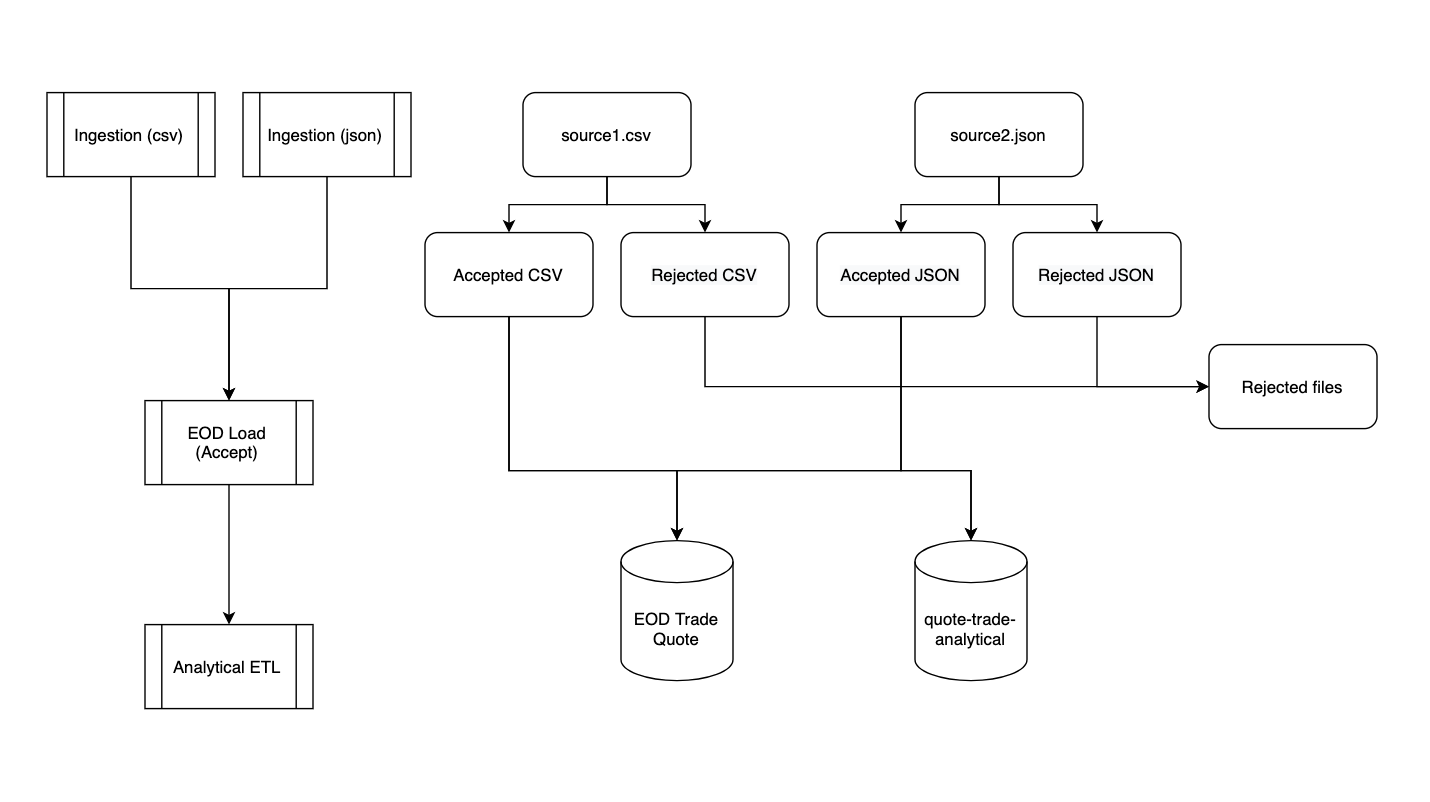 Ingestion (csv)
Ingestion (json)
source1.csv
source2.json
Accepted CSV
Rejected CSV
Accepted JSON
Rejected JSON
Rejected files
EOD Load
(Accept)
EOD Trade
Quote
quote-trade-
analytical
Analytical ETL